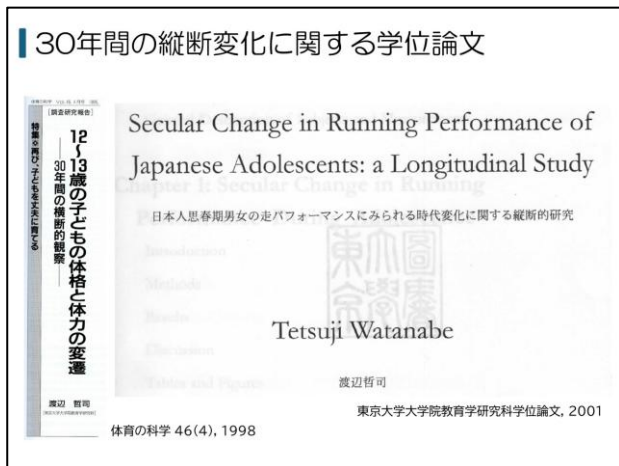 30年間の縦断変化に関する学位論文
[調査研究報告]
12〜13歳の子どもの体格と体力の変遷
――30年間の横断的観察――
特集◎再び、子どもを丈夫に育てる
渡辺 哲司
Secular Change in Running Performance of
Japanese Adolescents: a Longitudinal Study
日本人思春期男女の走パフォーマンスにみられる時代変化に関する縦断的研究
Chapter 1: Secular Change in Running
Introduction
Methods
Results
Discussion
Tables and Figures
Tetsuji Watanabe
渡辺哲司
東京大学大学院教育学研究科学位論文, 2001
体育の科学 46(4), 1998